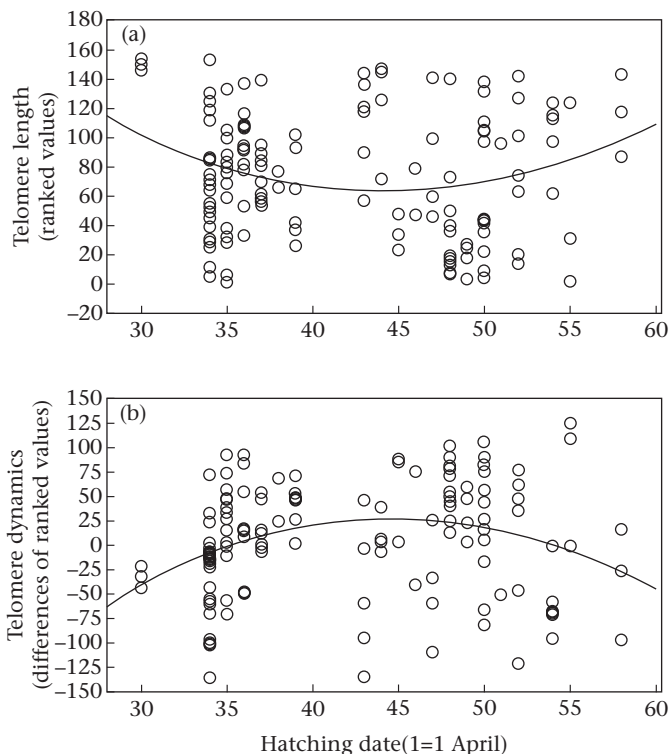 (a)
Telomere length
(ranked values)
180
160
140
120
100
80
60
40
20
0
−20
30 35 40 45 50 55 60
(b)
Telomere dynamics
(differences of ranked values)
150
125
100
75
50
25
0
−25
−50
−75
−100
−125
−150
30 35 40 45 50 55 60
Hatching date(1=1 April)